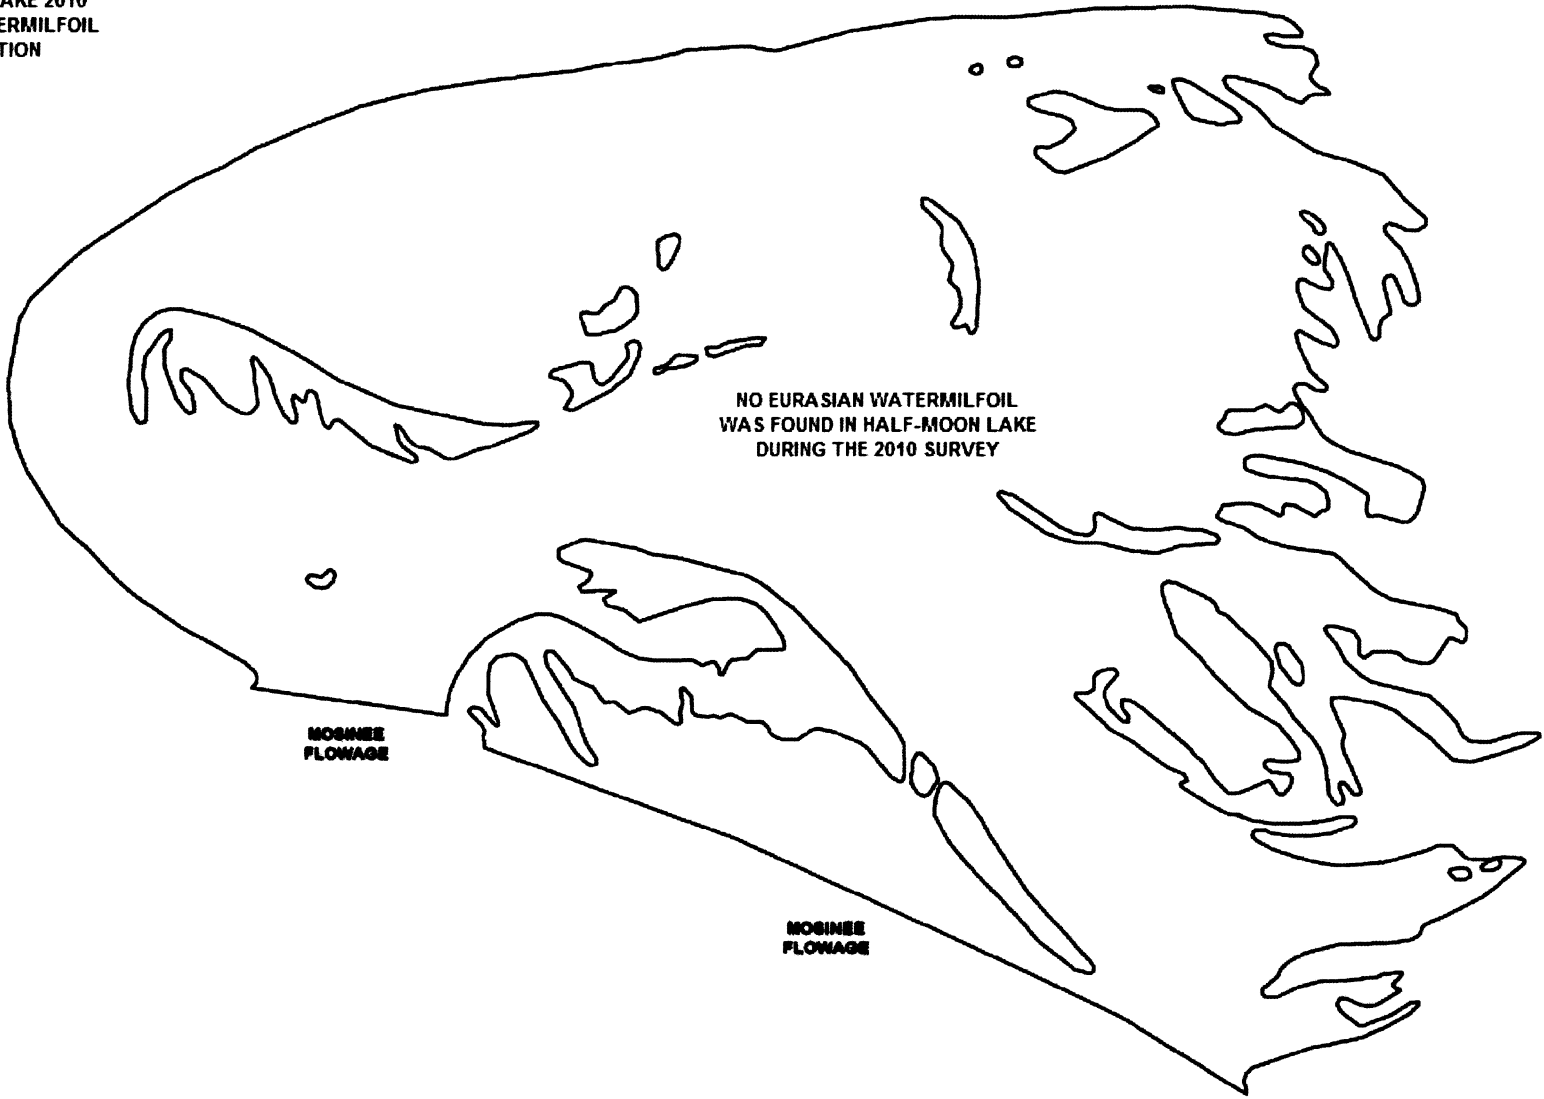 LAKE 2010
ERMILFOIL
TION
NO EURASIAN WATERMILFOIL
WAS FOUND IN HALF-MOON LAKE
DURING THE 2010 SURVEY
MOSINEE
FLOWAGE
MOSINEE
FLOWAGE